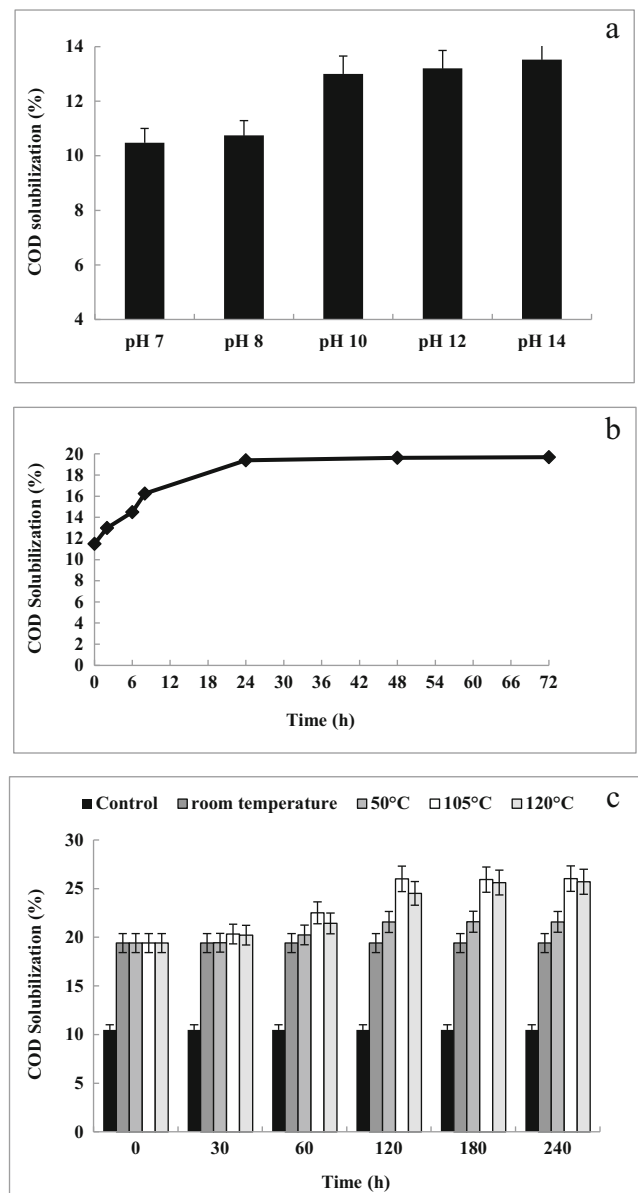 a
COD solubilization (%)
14
12
10
8
6
4
pH 7 pH 8 pH 10 pH 12 pH 14
b
COD Solubilization (%)
20
18
16
14
12
10
8
6
4
2
0
0 6 12 18 24 30 36 42 48 54 60 66 72
Time (h)
c
Control room temperature 50°C 105°C 120°C
COD Solubilization (%)
30
25
20
15
10
5
0
0 30 60 120 180 240
Time (h)